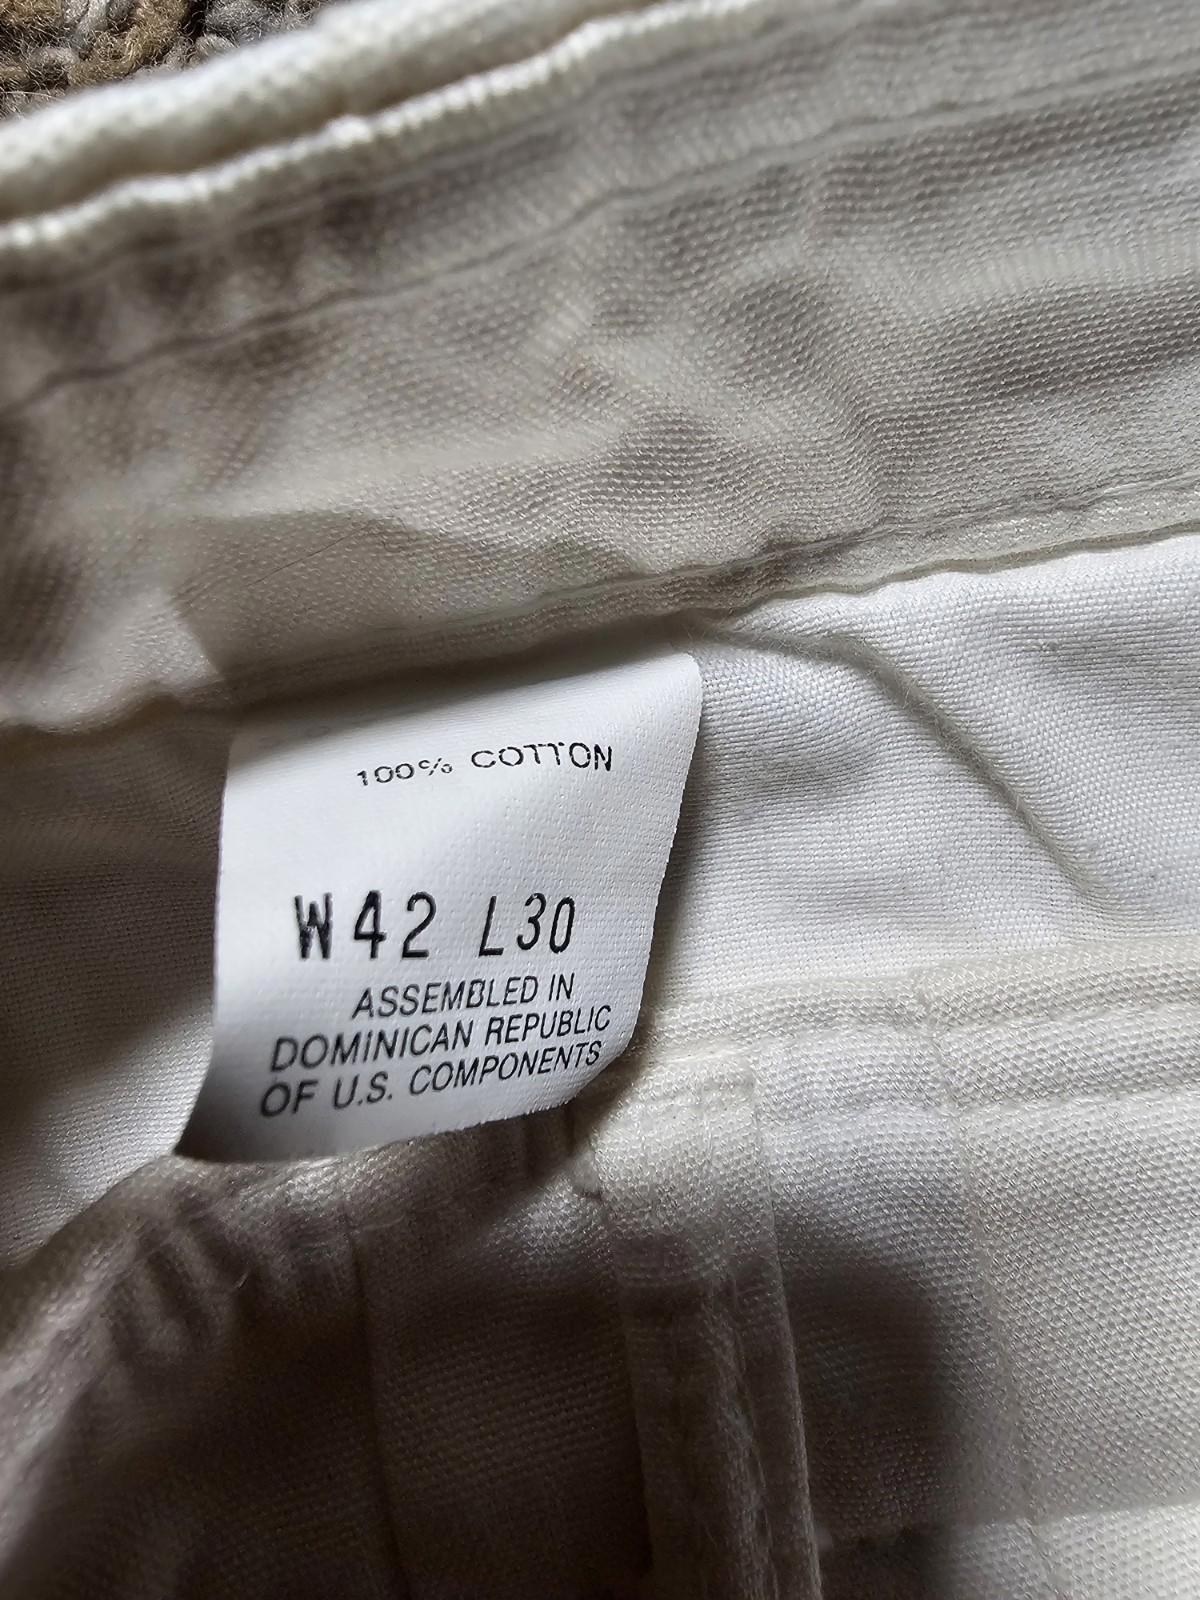 100% COTTON
W42 L30
ASSEMBLED IN
DOMINICAN REPUBLIC
OF U.S. COMPONENTS